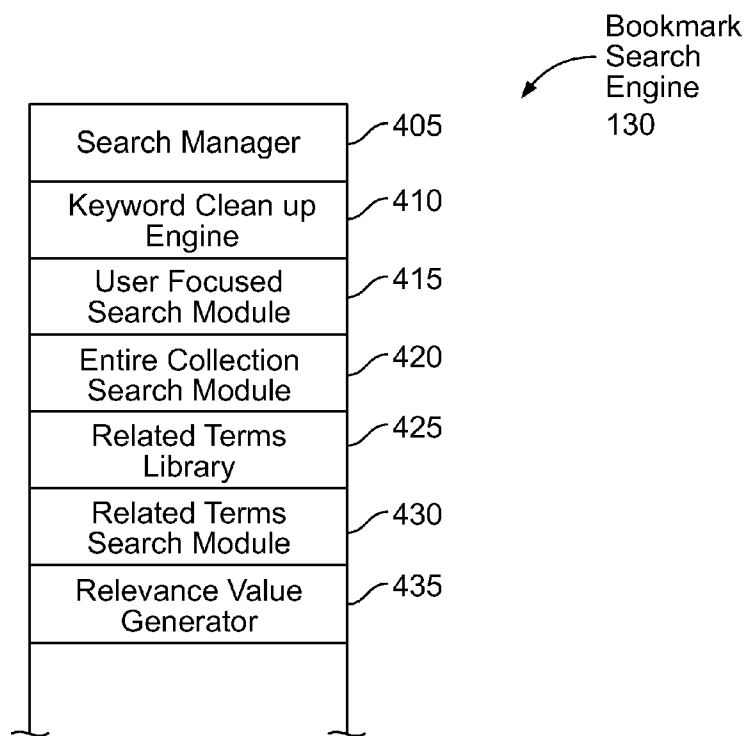 Bookmark
Search
Engine
130
Search Manager
405
Keyword Clean up
Engine
410
User Focused
Search Module
415
Entire Collection
Search Module
420
Related Terms
Library
425
Related Terms
Search Module
430
Relevance Value
Generator
435